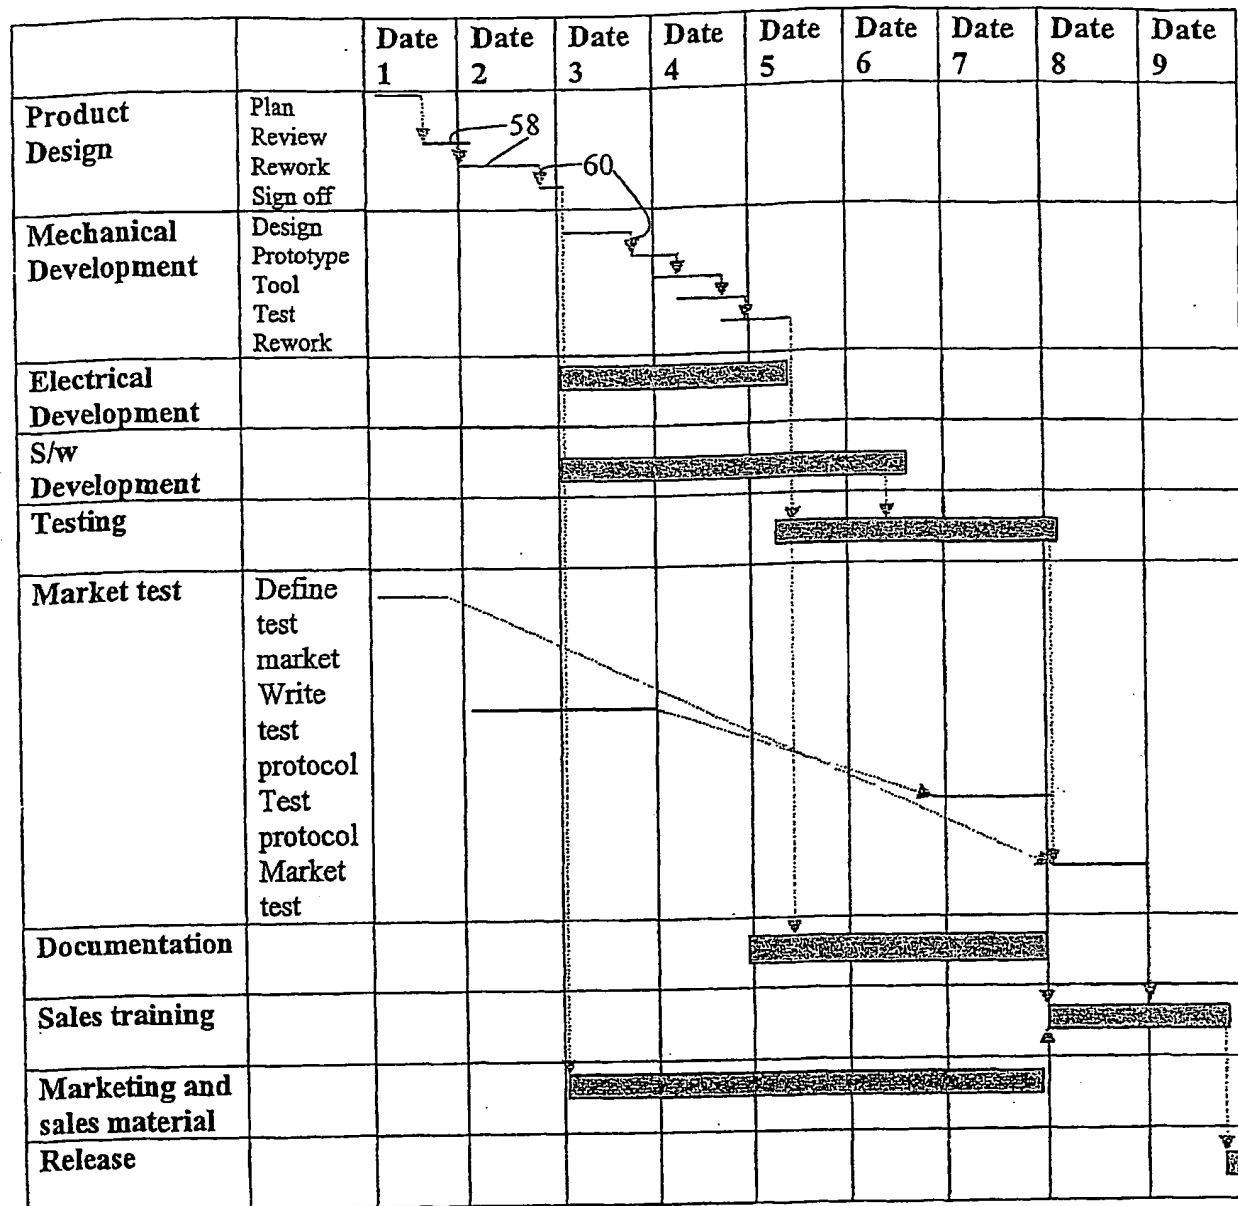 Date 1
Date 2
Date 3
Date 4
Date 5
Date 6
Date 7
Date 8
Date 9
Product
Design
Plan
Review
Rework
Sign off
58
60
Mechanical
Development
Design
Prototype
Tool
Test
Rework
Electrical
Development
S/w
Development
Testing
Market test
Define
test
market
Write
test
protocol
Test
protocol
Market
test
Documentation
Sales training
Marketing and
sales material
Release